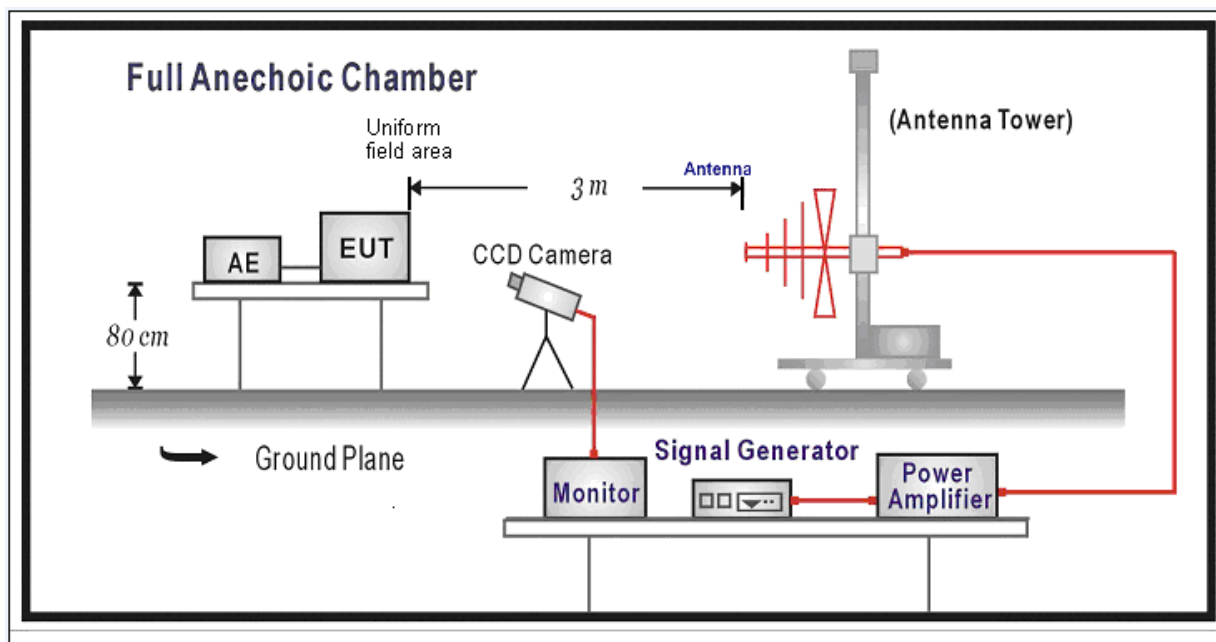 Full Anechoic Chamber
Uniform
field area
(Antenna Tower)
Antenna
3 m
AE
EUT
CCD Camera
80 cm
Ground Plane
Signal Generator
Monitor
Power
Amplifier